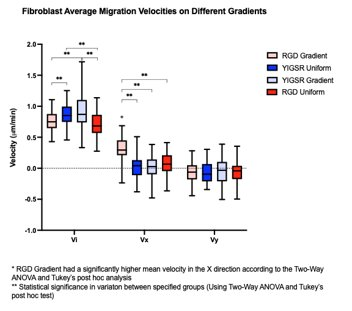 Fibroblast Average Migration Velocities on Different Gradients
RGD Gradient
YIGSR Uniform
YIGSR Gradient
RGD Uniform
**
**
**
**
**
**
**
**
*
2.0
1.5
1.0
0.5
0.0
-0.5
-1.0
Velocity (μm/min)
Vi
Vx
Vy
* RGD Gradient had a significantly higher mean velocity in the X direction according to the Two-Way
ANOVA and Tukey's post hoc analysis
** Statistical significance in variaton between specified groups (Using Two-Way ANOVA and Tukey's
post hoc test)